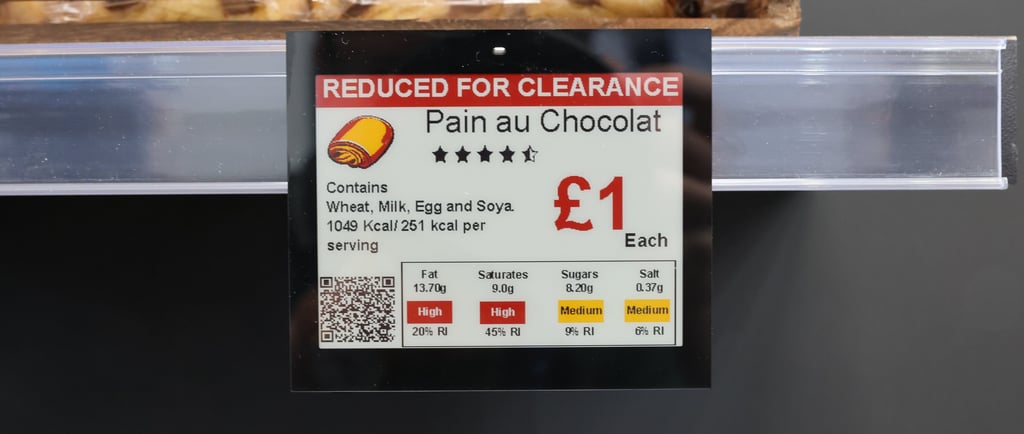 REDUCED FOR CLEARANCE
Pain au Chocolat
Contains
Wheat, Milk, Egg and Soya.
1049 Kcal/ 251 kcal per
serving
£1
Each
Fat Saturates Sugars Salt
13.70g 9.0g 8.20g 0.37g
High High Medium Medium
20% RI 45% RI 9% RI 6% RI